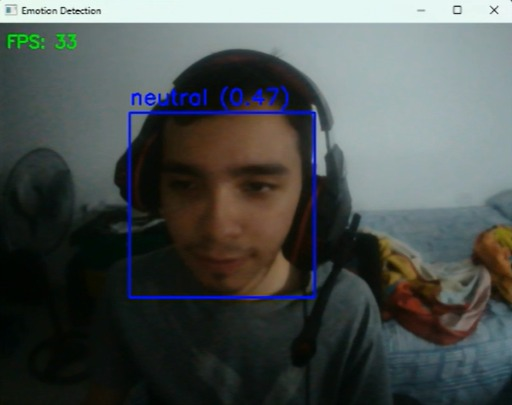 Emotion Detection
FPS: 33
neutral (0.47)